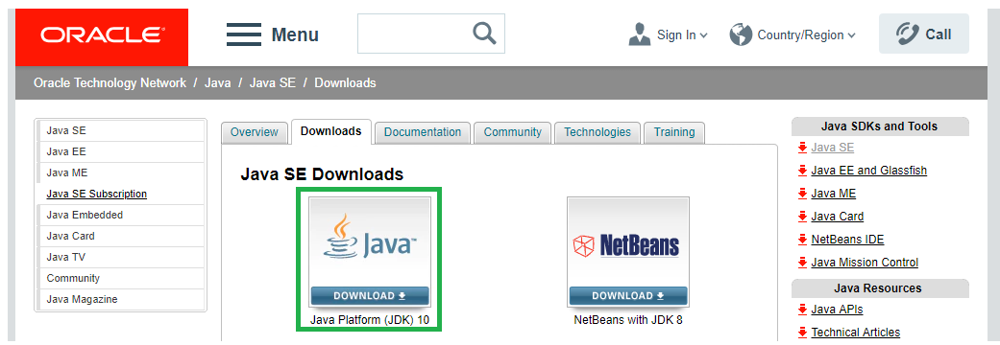 ORACLE
Menu
Sign In
Country/Region
Call
Oracle Technology Network / Java / Java SE / Downloads
Java SE
Java EE
Java ME
Java SE Subscription
Java Embedded
Java Card
Java TV
Community
Java Magazine
Overview
Downloads
Documentation
Community
Technologies
Training
Java SE Downloads
Java™
DOWNLOAD
Java Platform (JDK) 10
NetBeans
DOWNLOAD
NetBeans with JDK 8
Java SDKs and Tools
Java SE
Java EE and Glassfish
Java ME
Java Card
NetBeans IDE
Java Mission Control
Java Resources
Java APIs
Technical Articles